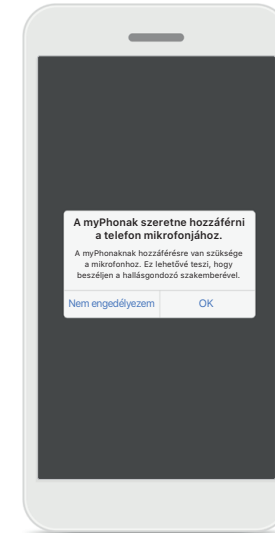 A myPhonak szeretne hozzáférni
a telefon mikrofonjához.
A myPhonaknak hozzáférésre van szüksége
a mikrofonhoz. Ez lehetővé teszi, hogy
beszéljen a hallásgondozó szakemberével.
Nem engedélyezem OK